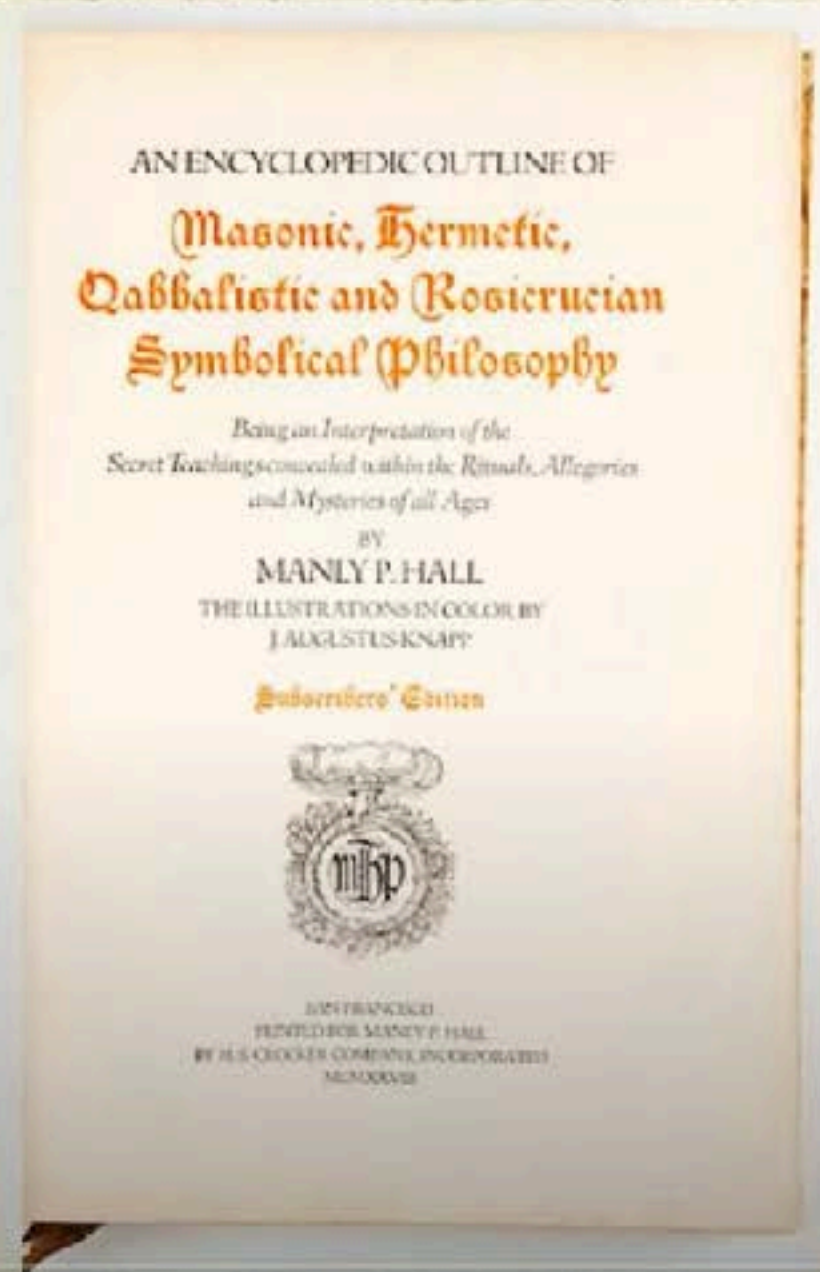 AN ENCYCLOPEDIC OUTLINE OF
Masonic, Hermetic,
Qabbalistic and Rosicrucian
Symbolical Philosophy
Being an Interpretation of the
Secret Teachings concealed within the Rituals, Allegories
and Mysteries of all Ages
BY
MANLY P. HALL
THE ILLUSTRATIONS IN COLOR BY
J. AUGUSTUS KNAPP
Subscribers' Edition
MHP
SAN FRANCISCO
PRINTED FOR MANLY P. HALL
BY H.S. CROCKER COMPANY, INCORPORATED
MCMXXVIII